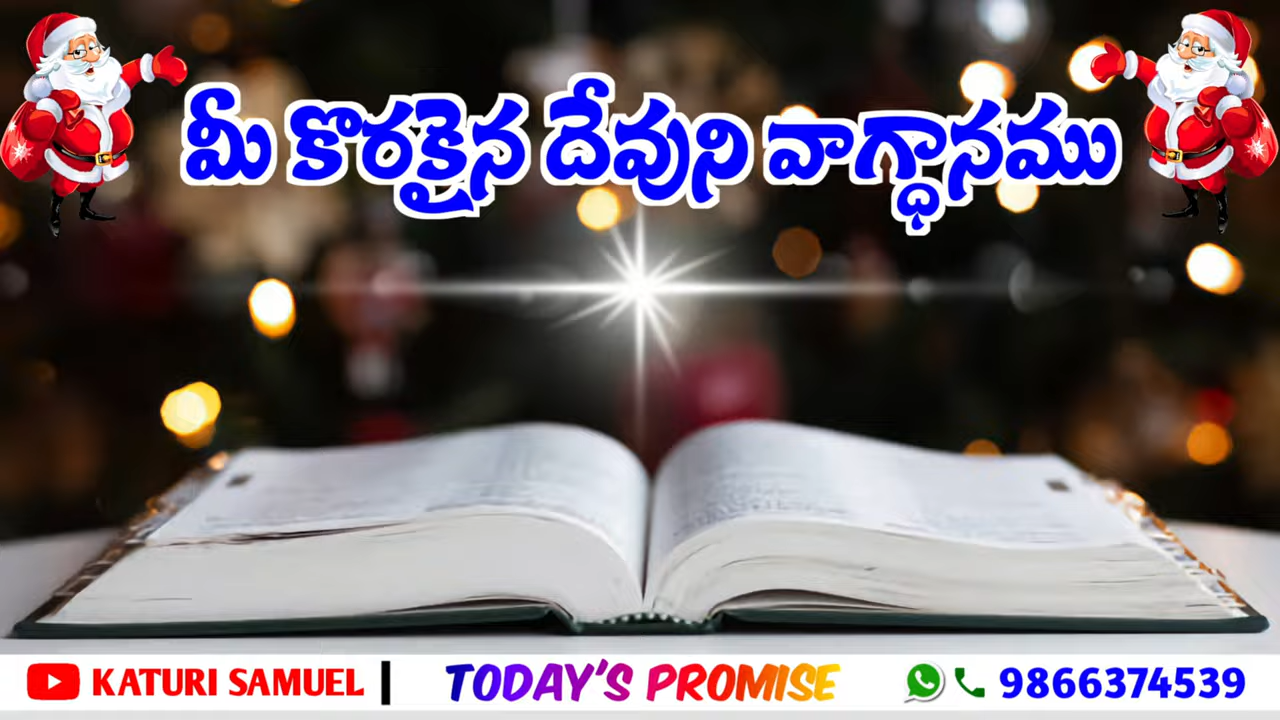 మీ కొరకైన దేవుని వాగ్ధానము
KATURI SAMUEL | TODAY'S PROMISE 9866374539